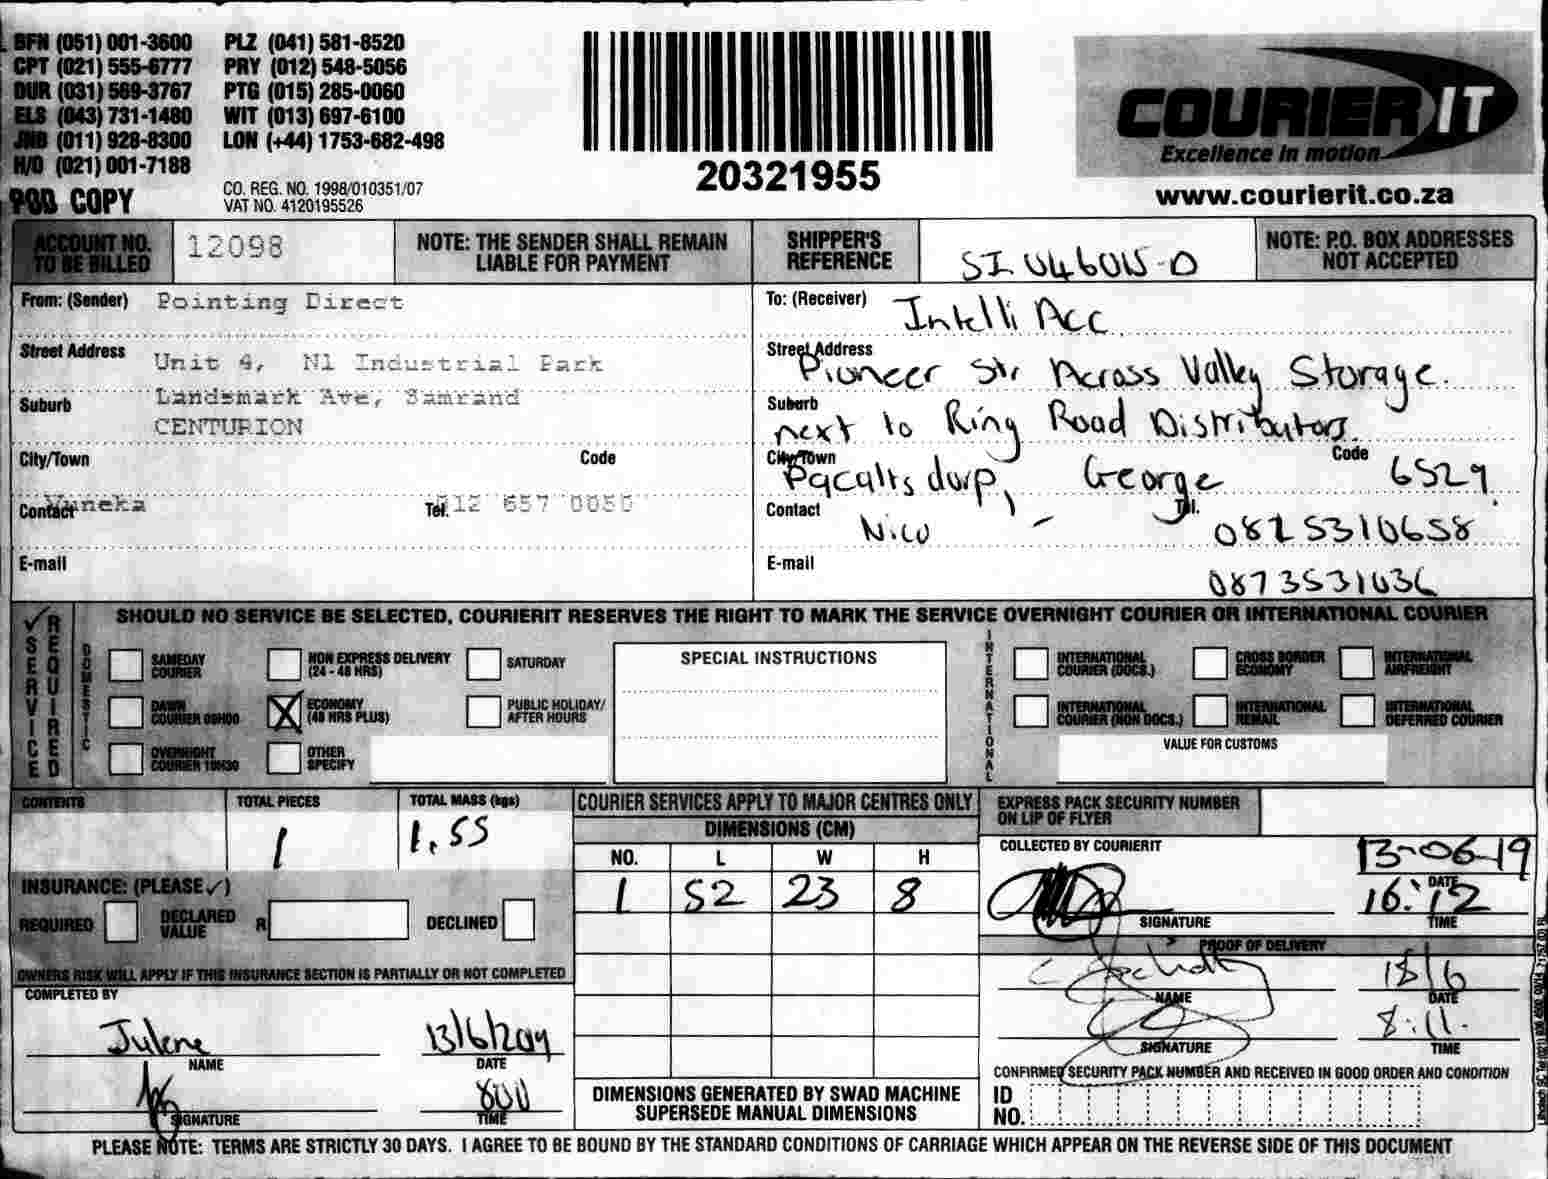 BFN (051) 001-3600 PLZ (041) 581-8520
CPT (021) 555-6777 PRY (012) 548-5056
DUR (031) 569-3767 PTG (015) 285-0060
ELS (043) 731-1480 WIT (013) 697-6100
JNB (011) 928-8300 LON (+44) 1753-682-498
H/O (021) 001-7188
POD COPY
CO. REG. NO. 1998/010351/07
VAT NO. 4120195526
20321955
COURIER IT
Excellence in motion
www.courierit.co.za
ACCOUNT NO. TO BE BILLED 12098
NOTE: THE SENDER SHALL REMAIN LIABLE FOR PAYMENT
SHIPPER'S REFERENCE
NOTE: P.O. BOX ADDRESSES NOT ACCEPTED
From: (Sender) Pointing Direct
Street Address Unit 4, N1 Industrial Park
Suburb Landsmark Ave, Samrand
CENTURION
City/Town Code
Contact Vaneka Tel. 012 657 0050
E-mail
To: (Receiver) Intelli Acc
Street Address Pioneer Str Across Valley Storage.
Suburb next to Ring Road Distributors.
City/Town Pacaltsdorp, George Code 6529
Contact Nico - Tel. 0825310658
E-mail 0873531036
SERVICE REQUIRED
SHOULD NO SERVICE BE SELECTED, COURIERIT RESERVES THE RIGHT TO MARK THE SERVICE OVERNIGHT COURIER OR INTERNATIONAL COURIER
DOMESTIC
SAMEDAY COURIER
NON EXPRESS DELIVERY (24 - 48 HRS)
SATURDAY
DAWN COURIER 09H00
X ECONOMY (48 HRS PLUS)
PUBLIC HOLIDAY/ AFTER HOURS
OVERNIGHT COURIER 10H30
OTHER SPECIFY
SPECIAL INSTRUCTIONS
INTERNATIONAL
INTERNATIONAL COURIER (DOCS.)
CROSS BORDER ECONOMY
INTERNATIONAL AIRFREIGHT
INTERNATIONAL COURIER (NON DOCS.)
INTERNATIONAL REMAIL
INTERNATIONAL DEFERRED COURIER
VALUE FOR CUSTOMS
CONTENTS
TOTAL PIECES 1
TOTAL MASS (kgs) 1,55
INSURANCE: (PLEASE ✓)
REQUIRED DECLARED VALUE R DECLINED
OWNERS RISK WILL APPLY IF THIS INSURANCE SECTION IS PARTIALLY OR NOT COMPLETED
COMPLETED BY
Julene 13/6/2019
NAME DATE
800
SIGNATURE TIME
COURIER SERVICES APPLY TO MAJOR CENTRES ONLY
DIMENSIONS (CM)
NO. L W H
1 52 23 8
DIMENSIONS GENERATED BY SWAD MACHINE
SUPERSEDE MANUAL DIMENSIONS
EXPRESS PACK SECURITY NUMBER ON LIP OF FLYER
COLLECTED BY COURIERIT 13-06-19
DATE
16:12
SIGNATURE TIME
PROOF OF DELIVERY
18/6
NAME DATE
8:11.
SIGNATURE TIME
CONFIRMED SECURITY PACK NUMBER AND RECEIVED IN GOOD ORDER AND CONDITION
ID NO.
PLEASE NOTE: TERMS ARE STRICTLY 30 DAYS. I AGREE TO BE BOUND BY THE STANDARD CONDITIONS OF CARRIAGE WHICH APPEAR ON THE REVERSE SIDE OF THIS DOCUMENT